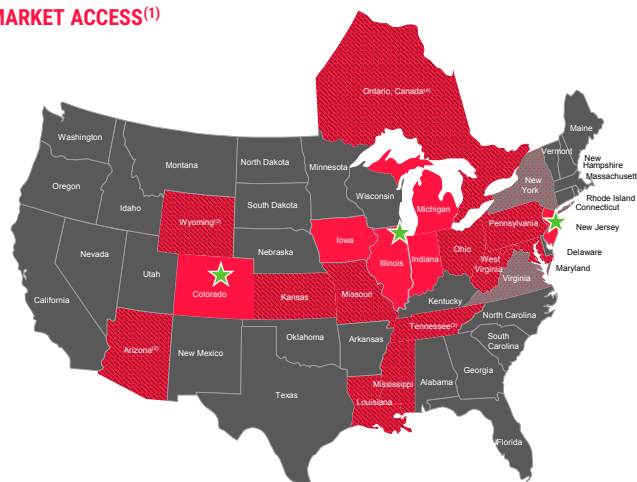 MARKET ACCESS(1)
Ontario, Canada(4)
Washington
Maine
Montana
North Dakota
Minnesota
Vermont
New
Hampshire
Massachusett
Oregon
Idaho
South Dakota
Wisconsin
Michigan
New
York
Rhode Island
Connecticut
Wyoming(3)
Iowa
Pennsylvania
New Jersey
Nevada
Utah
Nebraska
Illinois
Indiana
Ohio
West
Virginia
Delaware
Maryland
California
Colorado
Kansas
Missouri
Kentucky
Virginia
North Carolina
Tennessee(3)
Arizona(2)
New Mexico
Oklahoma
Arkansas
South
Carolina
Mississippi
Alabama
Georgia
Texas
Louisiana
Florida